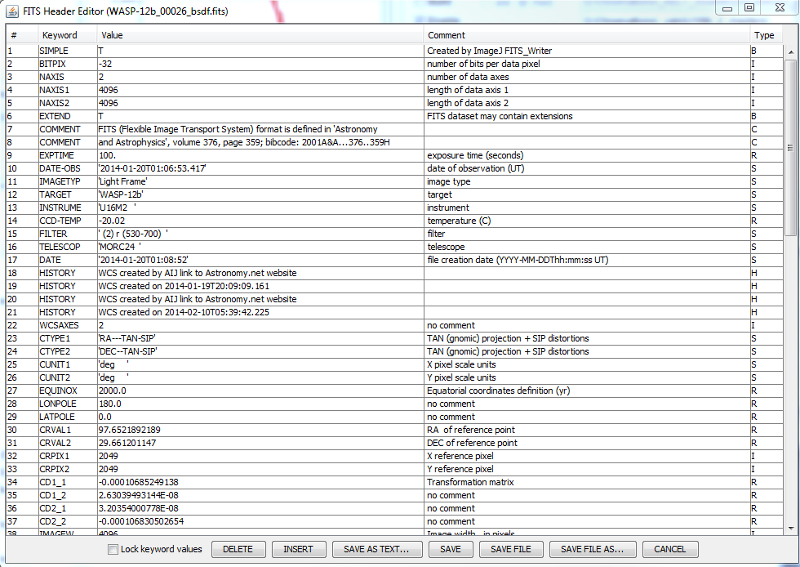 FITS Header Editor (WASP-12b_00026_bsdf.fits)
# Keyword Value Comment Type
1 SIMPLE T Created by ImageJ FITS_Writer B
2 BITPIX -32 number of bits per data pixel I
3 NAXIS 2 number of data axes I
4 NAXIS1 4096 length of data axis 1 I
5 NAXIS2 4096 length of data axis 2 I
6 EXTEND T FITS dataset may contain extensions B
7 COMMENT FITS (Flexible Image Transport System) format is defined in 'Astronomy C
8 COMMENT and Astrophysics', volume 376, page 359; bibcode: 2001A&A...376..359H C
9 EXPTIME 100. exposure time (seconds) R
10 DATE-OBS '2014-01-20T01:06:53.417' date of observation (UT) S
11 IMAGETYP 'Light Frame' image type S
12 TARGET 'WASP-12b' target S
13 INSTRUME 'U16M2 ' instrument S
14 CCD-TEMP -20.02 temperature (C) R
15 FILTER ' (2) r (530-700) ' filter S
16 TELESCOP 'MORC24 ' telescope S
17 DATE '2014-01-20T01:08:52' file creation date (YYYY-MM-DDThh:mm:ss UT) S
18 HISTORY WCS created by AIJ link to Astronomy.net website H
19 HISTORY WCS created on 2014-01-19T20:09:09.161 H
20 HISTORY WCS created by AIJ link to Astronomy.net website H
21 HISTORY WCS created on 2014-02-10T05:39:42.225 H
22 WCSAXES 2 no comment I
23 CTYPE1 'RA---TAN-SIP' TAN (gnomic) projection + SIP distortions S
24 CTYPE2 'DEC--TAN-SIP' TAN (gnomic) projection + SIP distortions S
25 CUNIT1 'deg ' X pixel scale units S
26 CUNIT2 'deg ' Y pixel scale units S
27 EQUINOX 2000.0 Equatorial coordinates definition (yr) R
28 LONPOLE 180.0 no comment R
29 LATPOLE 0.0 no comment R
30 CRVAL1 97.6521892189 RA of reference point R
31 CRVAL2 29.661201147 DEC of reference point R
32 CRPIX1 2049 X reference pixel I
33 CRPIX2 2049 Y reference pixel I
34 CD1_1 -0.00010685249138 Transformation matrix R
35 CD1_2 2.63039493144E-08 no comment R
36 CD2_1 3.20354000778E-08 no comment R
37 CD2_2 -0.000106830502654 no comment R
38 IMAGEW 4096 Image width, in pixels I
Lock keyword values DELETE INSERT SAVE AS TEXT... SAVE SAVE FILE SAVE FILE AS... CANCEL